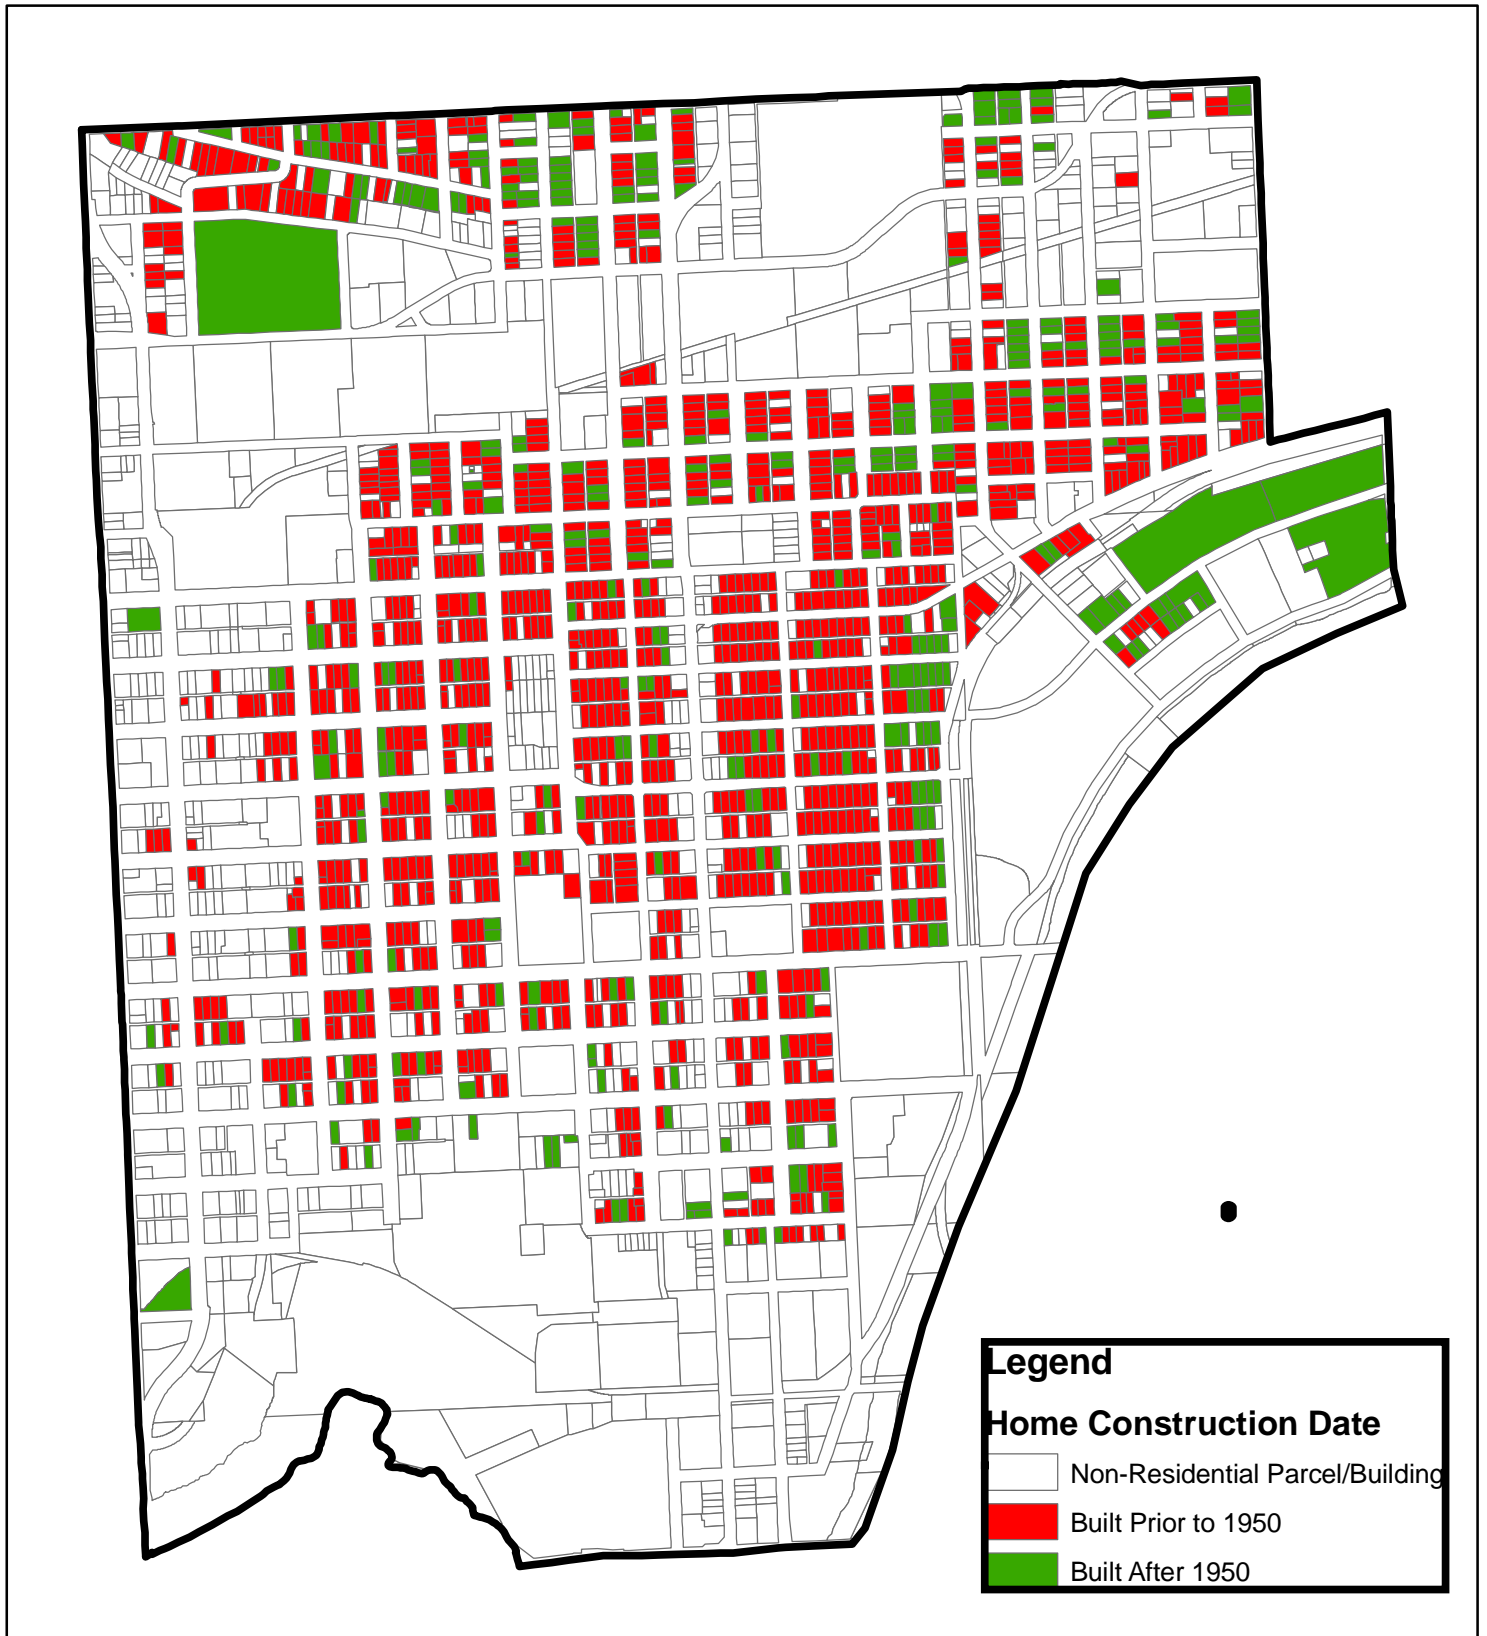 Legend
Home Construction Date
Non-Residential Parcel/Building
Built Prior to 1950
Built After 1950